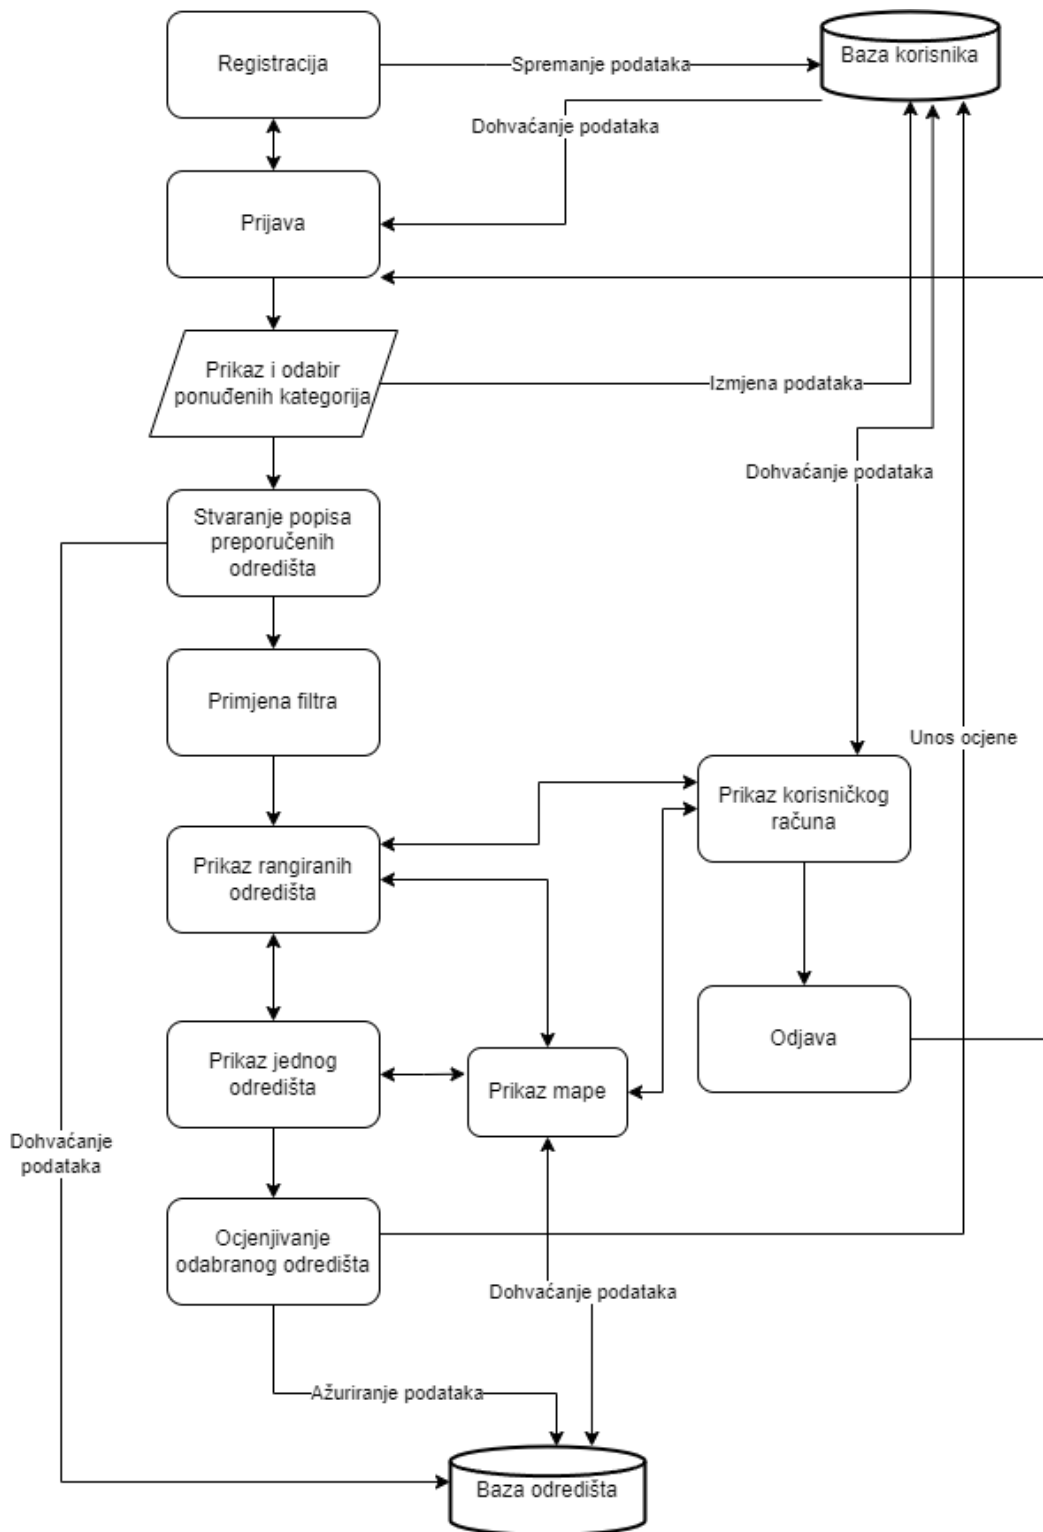 Registracija
Spremanje podataka
Baza korisnika
Dohvaćanje podataka
Prijava
Prikaz i odabir
ponuđenih kategorija
Izmjena podataka
Dohvaćanje podataka
Stvaranje popisa
preporučenih
odredišta
Primjena filtra
Unos ocjene
Prikaz korisničkog
računa
Prikaz rangiranih
odredišta
Odjava
Prikaz jednog
odredišta
Prikaz mape
Dohvaćanje
podataka
Ocjenjivanje
odabranog odredišta
Dohvaćanje podataka
Ažuriranje podataka
Baza odredišta